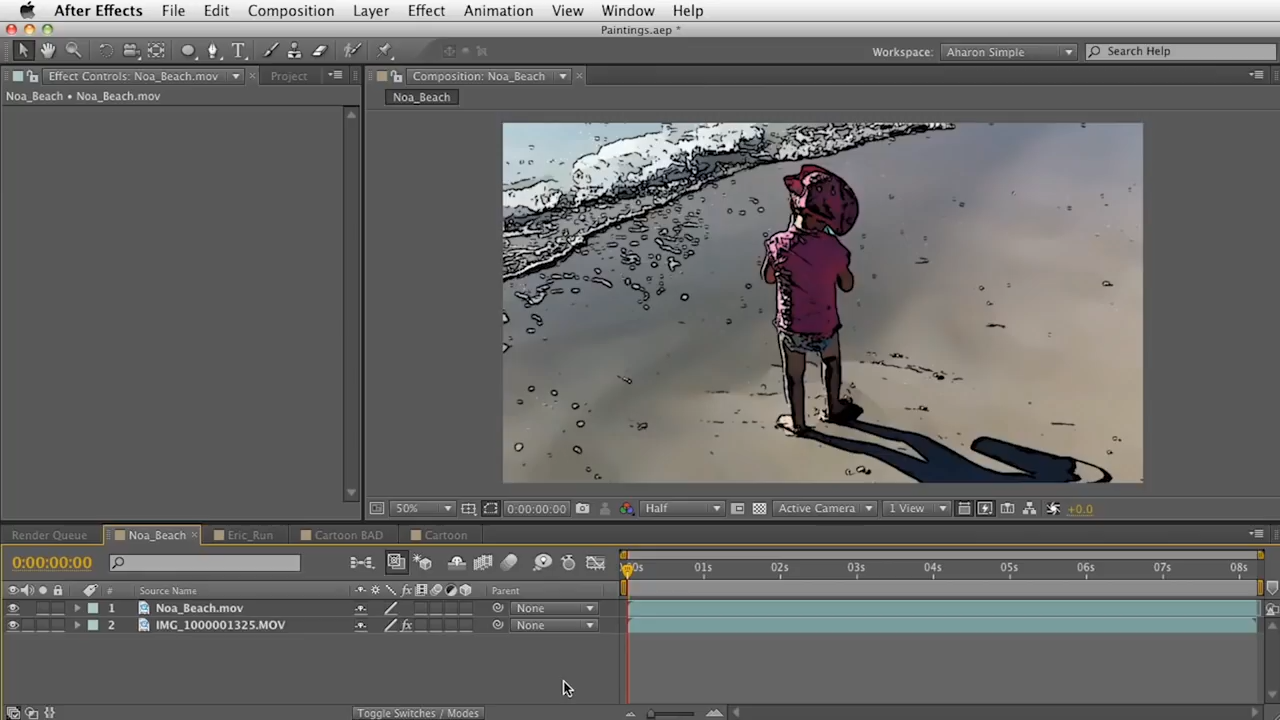 After Effects File Edit Composition Layer Effect Animation View Window Help
Paintings.aep *
Workspace: Aharon Simple Search Help
Effect Controls: Noa_Beach.mov Project Composition: Noa_Beach
Noa_Beach • Noa_Beach.mov Noa_Beach
50% 0:00:00:00 Half Active Camera 1 View +0.0
Render Queue Noa_Beach Eric_Run Cartoon BAD Cartoon
0:00:00:00 00s 01s 02s 03s 04s 05s 06s 07s 08s
# Source Name fx Parent
1 Noa_Beach.mov None
2 IMG_1000001325.MOV fx None
Toggle Switches / Modes